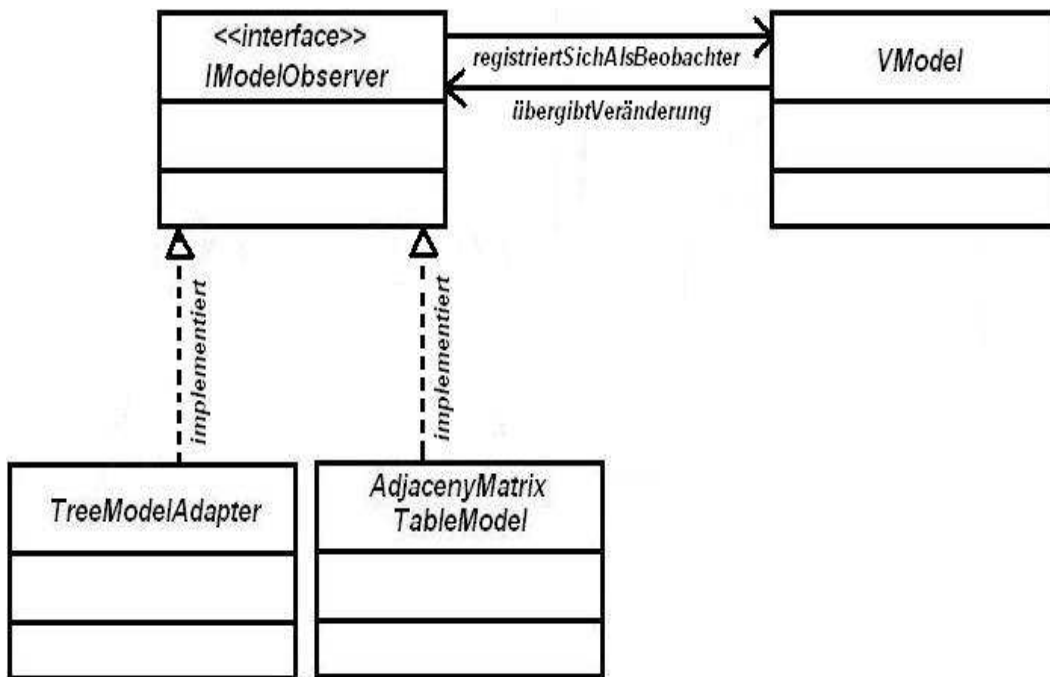 <<interface>>
IModelObserver
registriertSichAlsBeobachter
übergibtVeränderung
VModel
implementiert
implementiert
TreeModelAdapter
AdjacenyMatrix
TableModel